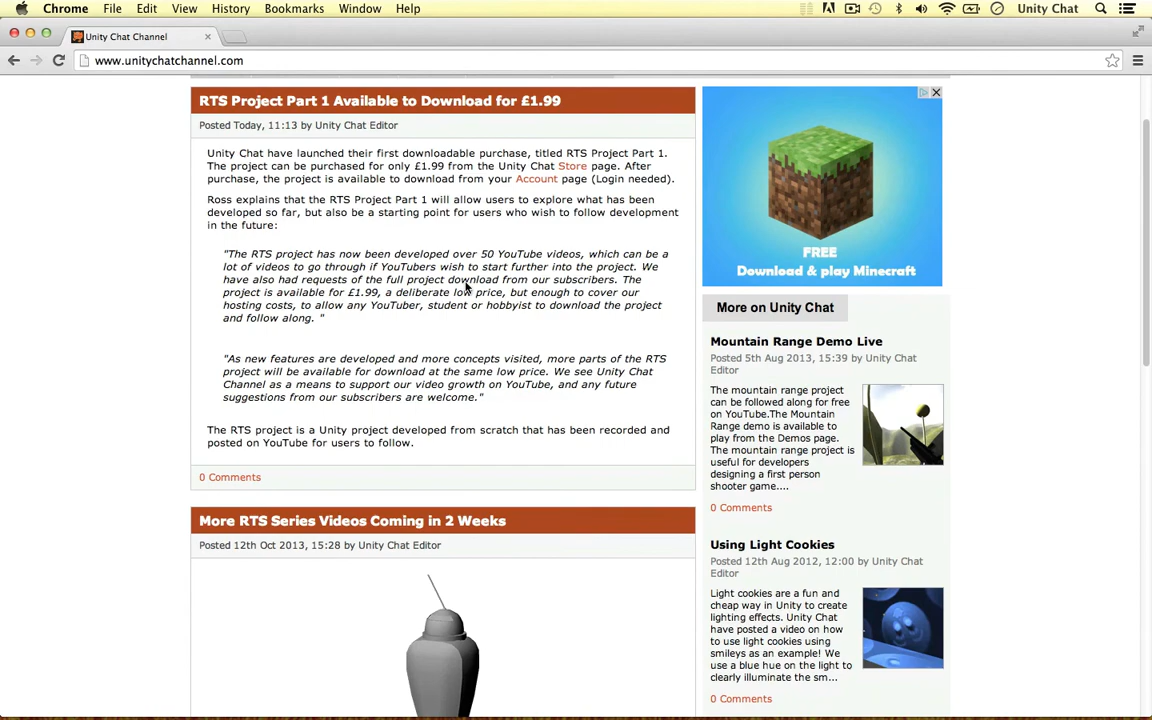 Chrome File Edit View History Bookmarks Window Help Unity Chat
Unity Chat Channel
www.unitychatchannel.com
RTS Project Part 1 Available to Download for £1.99
Posted Today, 11:13 by Unity Chat Editor
Unity Chat have launched their first downloadable purchase, titled RTS Project Part 1.
The project can be purchased for only £1.99 from the Unity Chat Store page. After
purchase, the project is available to download from your Account page (Login needed).
Ross explains that the RTS Project Part 1 will allow users to explore what has been
developed so far, but also be a starting point for users who wish to follow development
in the future:
"The RTS project has now been developed over 50 YouTube videos, which can be a
lot of videos to go through if YouTubers wish to start further into the project. We
have also had requests of the full project download from our subscribers. The
project is available for £1.99, a deliberate low price, but enough to cover our
hosting costs, to allow any YouTuber, student or hobbyist to download the project
and follow along. "
"As new features are developed and more concepts visited, more parts of the RTS
project will be available for download at the same low price. We see Unity Chat
Channel as a means to support our video growth on YouTube, and any future
suggestions from our subscribers are welcome."
The RTS project is a Unity project developed from scratch that has been recorded and
posted on YouTube for users to follow.
0 Comments
More RTS Series Videos Coming in 2 Weeks
Posted 12th Oct 2013, 15:28 by Unity Chat Editor
FREE
Download & play Minecraft
More on Unity Chat
Mountain Range Demo Live
Posted 5th Aug 2013, 15:39 by Unity Chat
Editor
The mountain range project
can be followed along for free
on YouTube.The Mountain
Range demo is available to
play from the Demos page.
The mountain range project is
useful for developers
designing a first person
shooter game....
0 Comments
Using Light Cookies
Posted 12th Aug 2012, 12:00 by Unity Chat
Editor
Light cookies are a fun and
cheap way in Unity to create
lighting effects. Unity Chat
have posted a video on how
to use light cookies using
smileys as an example! We
use a blue hue on the light to
clearly illuminate the sm...
0 Comments